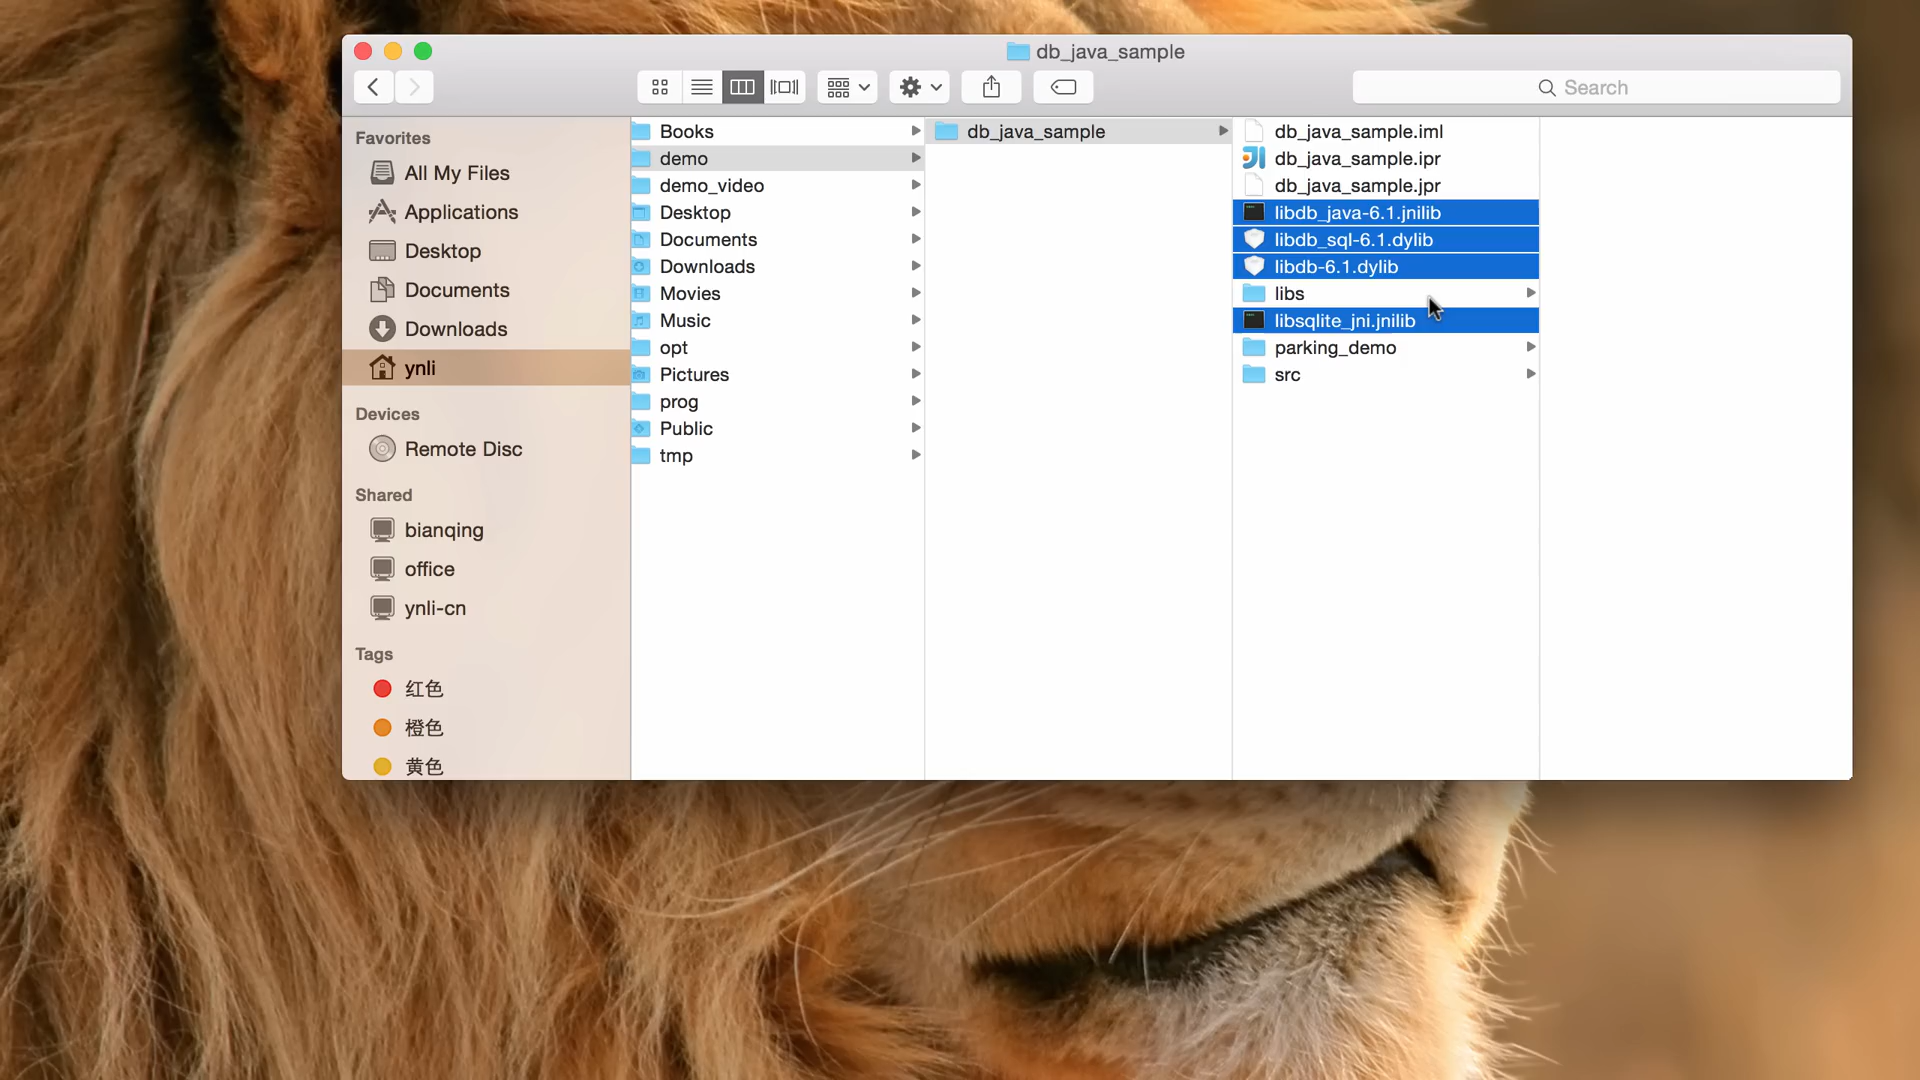 db_java_sample
Search
Favorites
All My Files
Applications
Desktop
Documents
Downloads
ynli
Devices
Remote Disc
Shared
bianqing
office
ynli-cn
Tags
红色
橙色
黄色
Books
demo
demo_video
Desktop
Documents
Downloads
Movies
Music
opt
Pictures
prog
Public
tmp
db_java_sample
db_java_sample.iml
db_java_sample.ipr
db_java_sample.jpr
libdb_java-6.1.jnilib
libdb_sql-6.1.dylib
libdb-6.1.dylib
libs
libsqlite_jni.jnilib
parking_demo
src